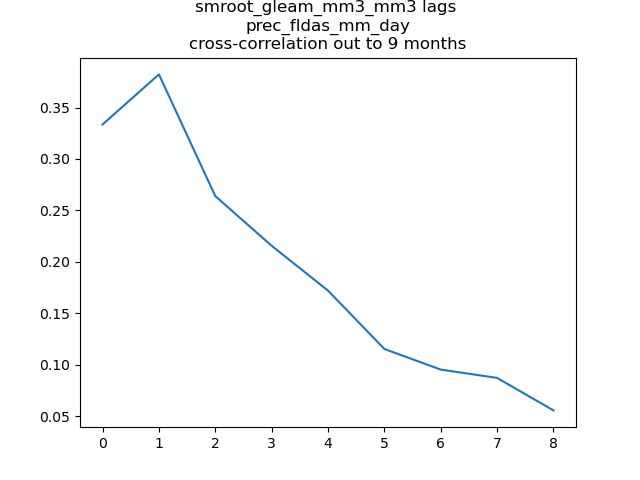 smroot_gleam_mm3_mm3 lags
prec_fldas_mm_day
cross-correlation out to 9 months
0.35
0.30
0.25
0.20
0.15
0.10
0.05
0 1 2 3 4 5 6 7 8